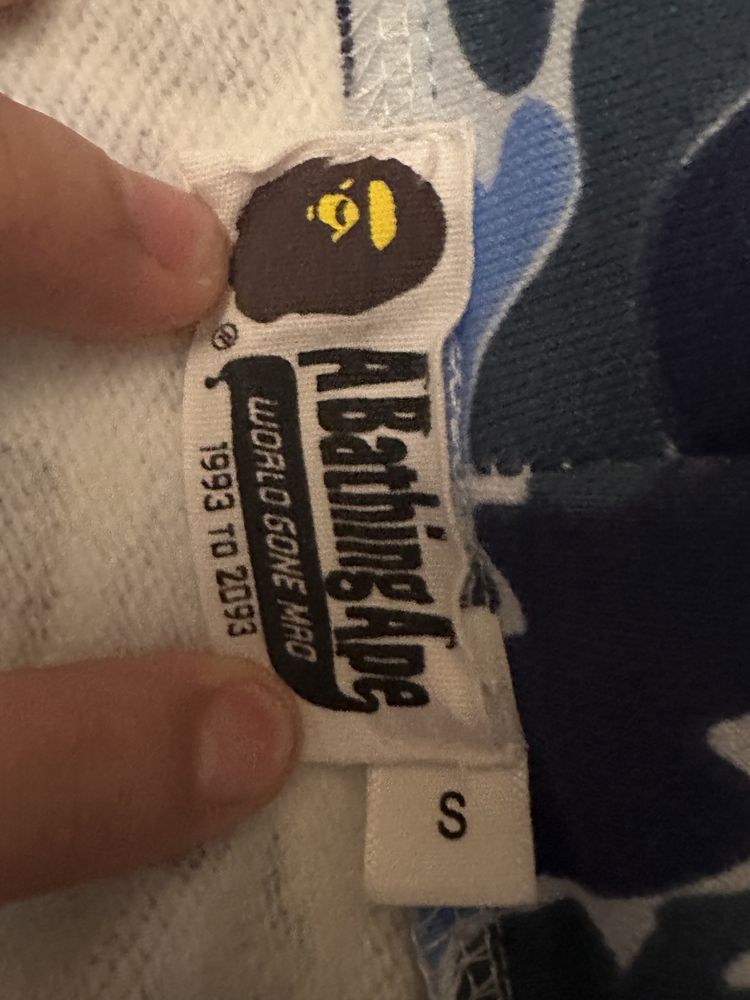 ®
A Bathing Ape
WORLD GONE MAD
1993 TO 2093
S